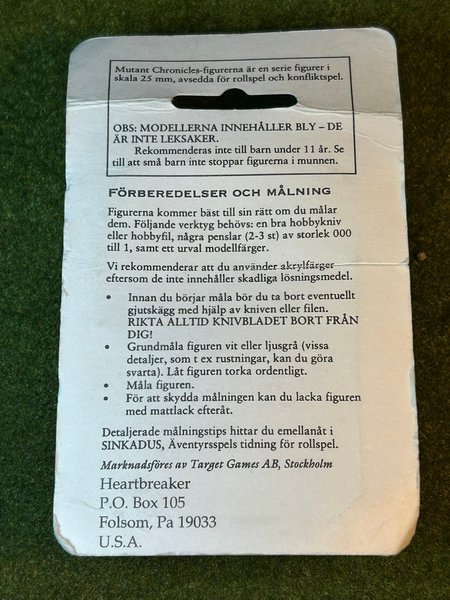 Mutant Chronicles-figurerna är en serie figurer i
skala 25 mm, avsedda för rollspel och konfliktspel.
OBS: MODELLERNA INNEHÅLLER BLY – DE
ÄR INTE LEKSAKER.
Rekommenderas inte till barn under 11 år. Se
till att små barn inte stoppar figurerna i munnen.
FÖRBEREDELSER OCH MÅLNING
Figurerna kommer bäst till sin rätt om du målar
dem. Följande verktyg behövs: en bra hobbykniv
eller hobbyfil, några penslar (2-3 st) av storlek 000
till 1, samt ett urval modellfärger.
Vi rekommenderar att du använder akrylfärger
eftersom de inte innehåller skadliga lösningsmedel.
• Innan du börjar måla bör du ta bort eventuellt
gjutskägg med hjälp av kniven eller filen.
RIKTA ALLTID KNIVBLADET BORT FRÅN
DIG!
• Grundmåla figuren vit eller ljusgrå (vissa
detaljer, som t ex rustningar, kan du göra
svarta). Låt figuren torka ordentligt.
• Måla figuren.
• För att skydda målningen kan du lacka figuren
med mattlack efteråt.
Detaljerade målningstips hittar du emellanåt i
SINKADUS, Äventyrsspels tidning för rollspel.
Marknadsföres av Target Games AB, Stockholm
Heartbreaker
P.O. Box 105
Folsom, Pa 19033
U.S.A.